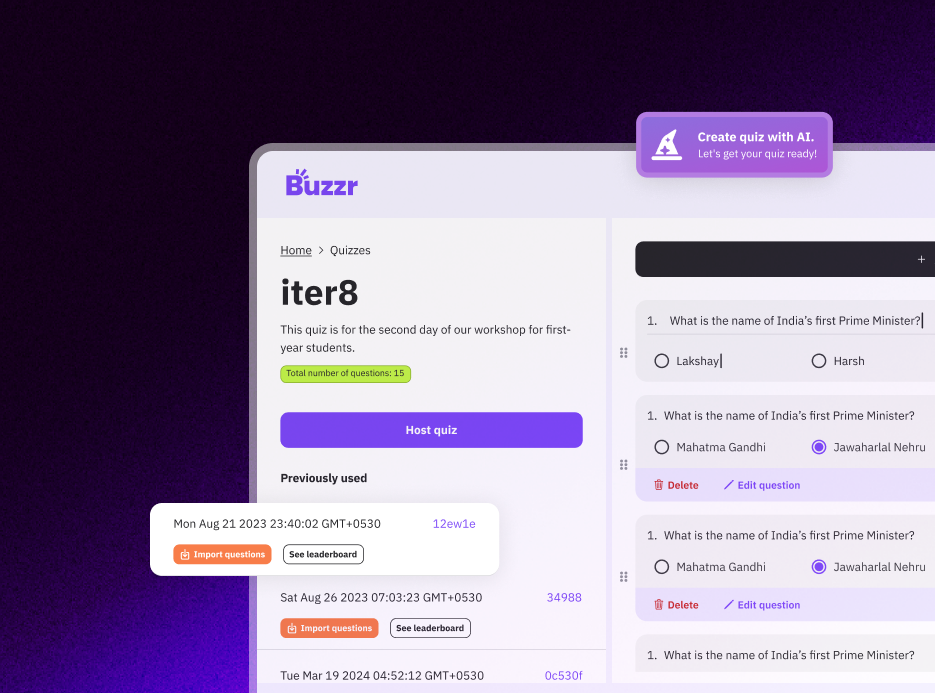 Create quiz with AI.
Let's get your quiz ready!
Buzzr
Home > Quizzes
iter8
This quiz is for the second day of our workshop for first-
year students.
Total number of questions: 15
Host quiz
Previously used
Mon Aug 21 2023 23:40:02 GMT+0530 12ew1e
Import questions See leaderboard
Sat Aug 26 2023 07:03:23 GMT+0530 34988
Import questions See leaderboard
Tue Mar 19 2024 04:52:12 GMT+0530 0c530f
+
1. What is the name of India's first Prime Minister?
Lakshay Harsh
1. What is the name of India's first Prime Minister?
Mahatma Gandhi Jawaharlal Nehru
Delete Edit question
1. What is the name of India's first Prime Minister?
Mahatma Gandhi Jawaharlal Nehru
Delete Edit question
1. What is the name of India's first Prime Minister?